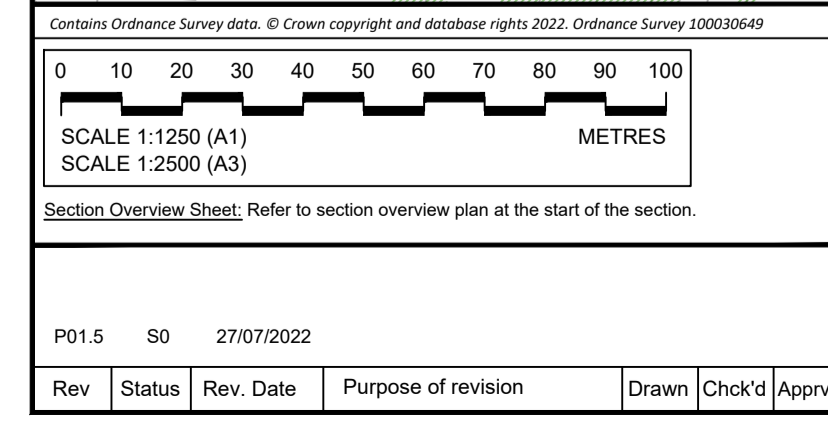 Contains Ordnance Survey data. © Crown copyright and database rights 2022. Ordnance Survey 100030649
0 10 20 30 40 50 60 70 80 90 100
SCALE 1:1250 (A1) METRES
SCALE 1:2500 (A3)
Section Overview Sheet: Refer to section overview plan at the start of the section.
P01.5 S0 27/07/2022
Rev Status Rev. Date Purpose of revision Drawn Chck'd Apprv